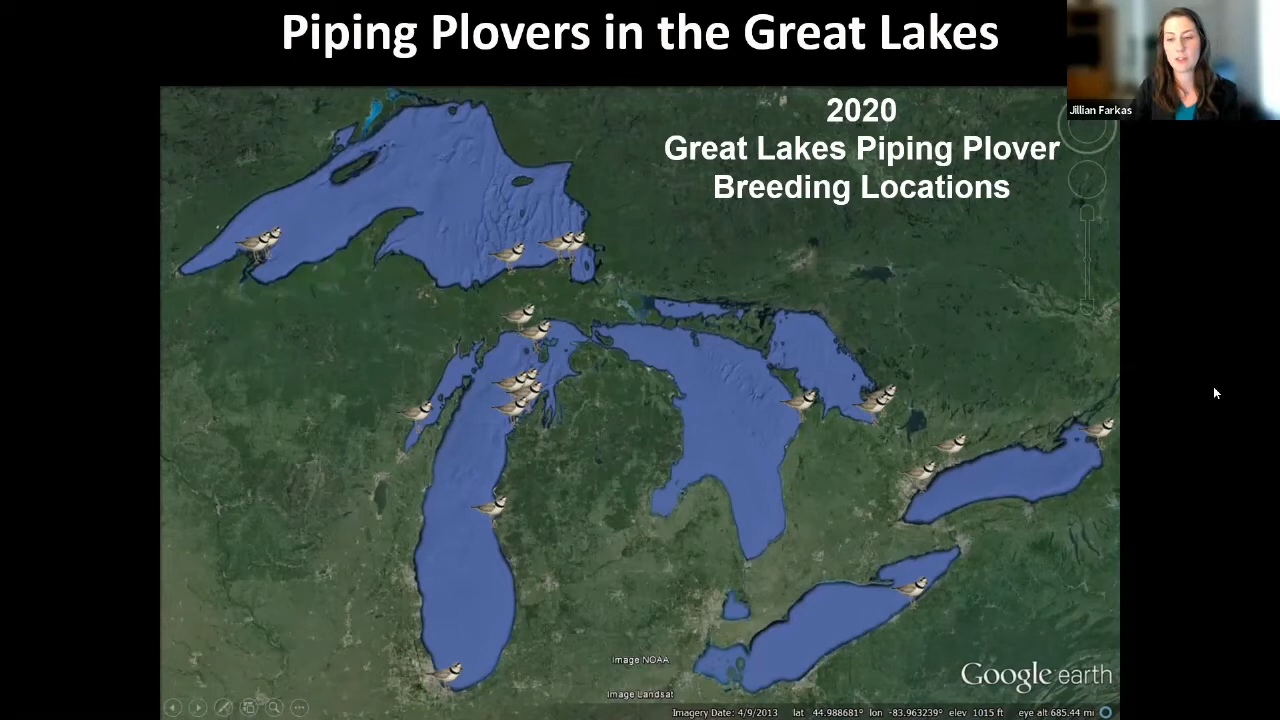 Piping Plovers in the Great Lakes
Jillian Farkas
2020
Great Lakes Piping Plover
Breeding Locations
Image NOAA
Image Landsat
Google earth
Imagery Date: 4/9/2013 lat 44.988681° lon -83.963239° elev 1015 ft eye alt 685.44 mi